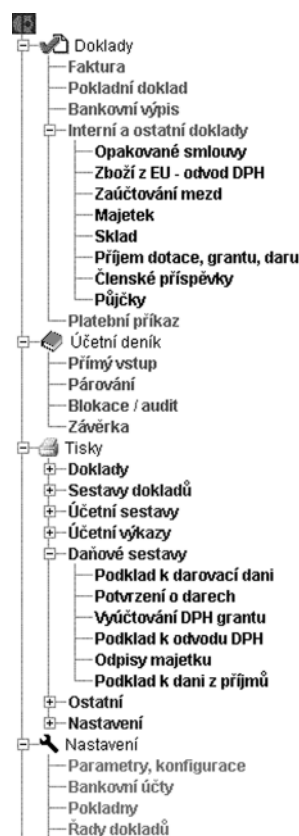 Doklady
Faktura
Pokladní doklad
Bankovní výpis
Interní a ostatní doklady
Opakované smlouvy
Zboží z EU - odvod DPH
Zaúčtování mezd
Majetek
Sklad
Příjem dotace, grantu, daru
Členské příspěvky
Půjčky
Platební příkaz
Účetní deník
Přímý vstup
Párování
Blokace / audit
Závěrka
Tisky
Doklady
Sestavy dokladů
Účetní sestavy
Účetní výkazy
Daňové sestavy
Podklad k darovací dani
Potvrzení o darech
Vyúčtování DPH grantu
Podklad k odvodu DPH
Odpisy majetku
Podklad k dani z příjmů
Ostatní
Nastavení
Nastavení
Parametry, konfigurace
Bankovní účty
Pokladny
Řady dokladů